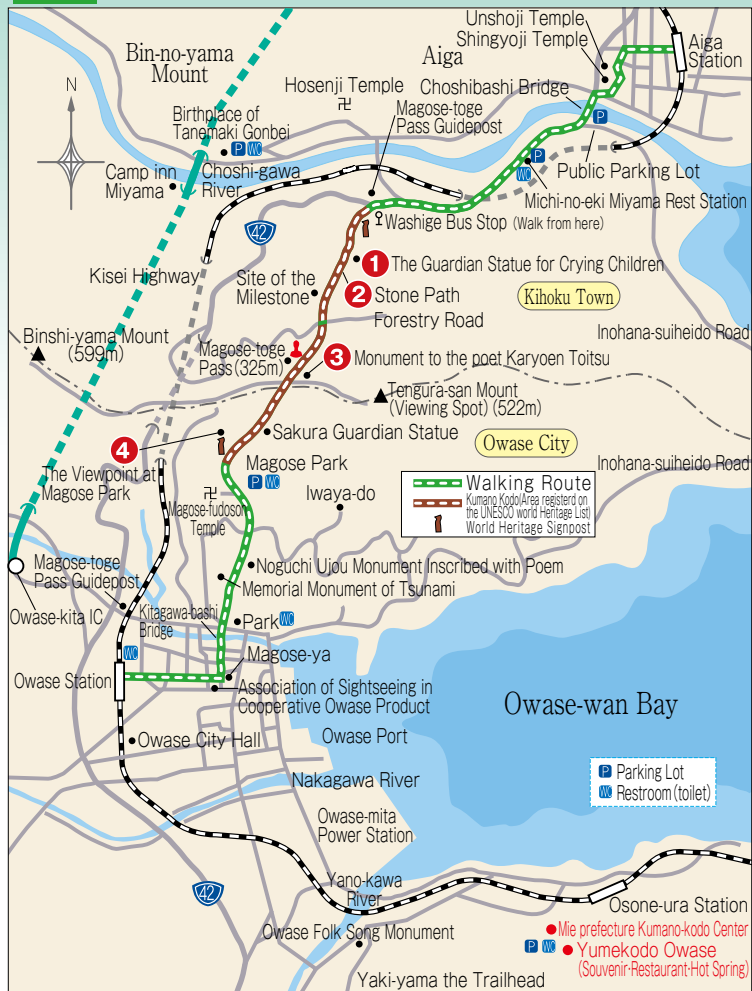 Unshoji Temple
Shingyoji Temple
Aiga
Station
Bin-no-yama
Mount
Aiga
Choshibashi Bridge
Hosenji Temple
卍
N
Birthplace of
Tanemaki Gonbei
P WC
Magose-toge
Pass Guidepost
P
Camp inn
Miyama
Choshi-gawa
River
P
WC
Public Parking Lot
Michi-no-eki Miyama Rest Station
42
Washige Bus Stop (Walk from here)
1 The Guardian Statue for Crying Children
Kisei Highway
Site of the
Milestone
2 Stone Path
Kihoku Town
Forestry Road
Binshi-yama Mount
(599m)
Magose-toge
Pass(325m)
3 Monument to the poet Karyoen Toitsu
Inohana-suiheido Road
Tengura-san Mount
(Viewing Spot) (522m)
4
Sakura Guardian Statue
Owase City
The Viewpoint at
Magose Park
Magose Park
P WC
Inohana-suiheido Road
卍
Magose-fudoson
Temple
Iwaya-do
Walking Route
Kumano Kodo(Area registerd on
the UNESCO world Heritage List)
World Heritage Signpost
Magose-toge
Pass Guidepost
Noguchi Ujou Monument Inscribed with Poem
Memorial Monument of Tsunami
Owase-kita IC
Kitagawa-bashi
Bridge
Park WC
WC
Magose-ya
Owase Station
Association of Sightseeing in
Cooperative Owase Product
Owase-wan Bay
Owase City Hall
Owase Port
Nakagawa River
P Parking Lot
WC Restroom(toilet)
Owase-mita
Power Station
42
Yano-kawa
River
Osone-ura Station
Owase Folk Song Monument
Mie prefecture Kumano-kodo Center
P WC Yumekodo Owase
(Souvenir·Restaurant·Hot Spring)
Yaki-yama the Trailhead